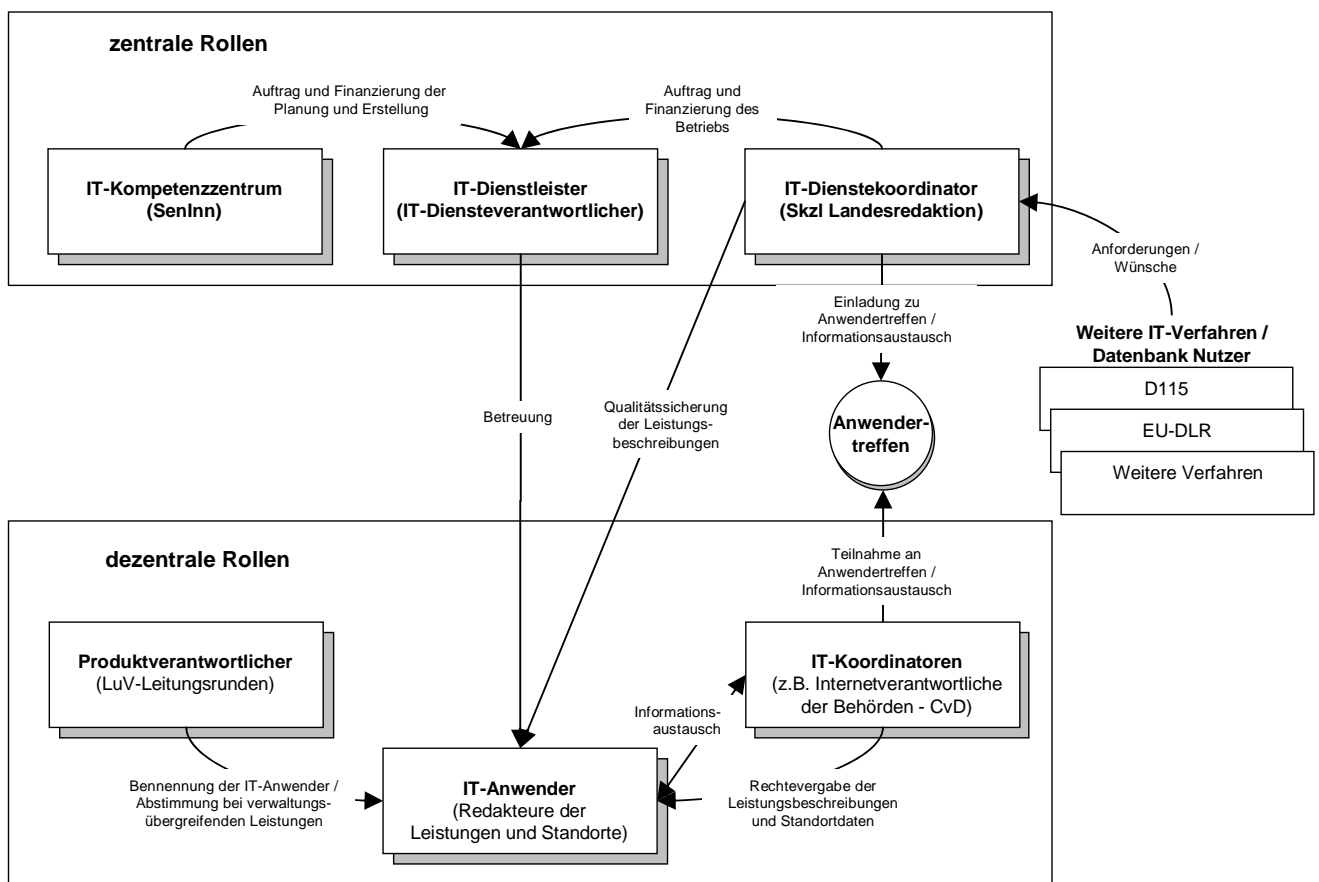 zentrale Rollen
Auftrag und Finanzierung der
Planung und Erstellung
Auftrag und
Finanzierung des
Betriebs
IT-Kompetenzzentrum
(SenInn)
IT-Dienstleister
(IT-Diensteverantwortlicher)
IT-Dienstekoordinator
(Skzl Landesredaktion)
Anforderungen /
Wünsche
Einladung zu
Anwendertreffen /
Informationsaustausch
Weitere IT-Verfahren /
Datenbank Nutzer
D115
EU-DLR
Weitere Verfahren
Betreuung
Qualitätssicherung
der Leistungs-
beschreibungen
Anwender-
treffen
dezentrale Rollen
Teilnahme an
Anwendertreffen /
Informationsaustausch
Produktverantwortlicher
(LuV-Leitungsrunden)
IT-Koordinatoren
(z.B. Internetverantwortliche
der Behörden - CvD)
Informations-
austausch
Bennennung der IT-Anwender /
Abstimmung bei verwaltungs-
übergreifenden Leistungen
IT-Anwender
(Redakteure der
Leistungen und Standorte)
Rechtevergabe der
Leistungsbeschreibungen
und Standortdaten